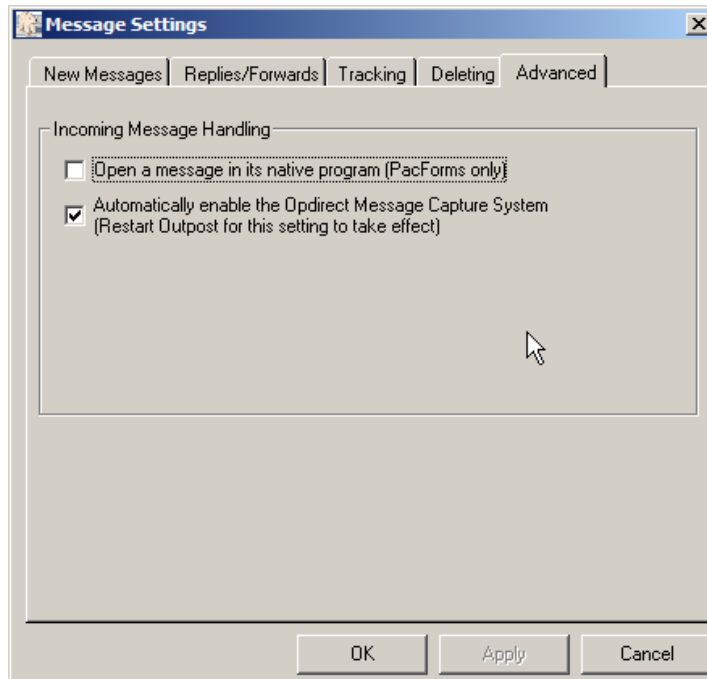 Message Settings
New Messages
Replies/Forwards
Tracking
Deleting
Advanced
Incoming Message Handling
Open a message in its native program (PacForms only)
Automatically enable the Opdirect Message Capture System
(Restart Outpost for this setting to take effect)
OK
Apply
Cancel